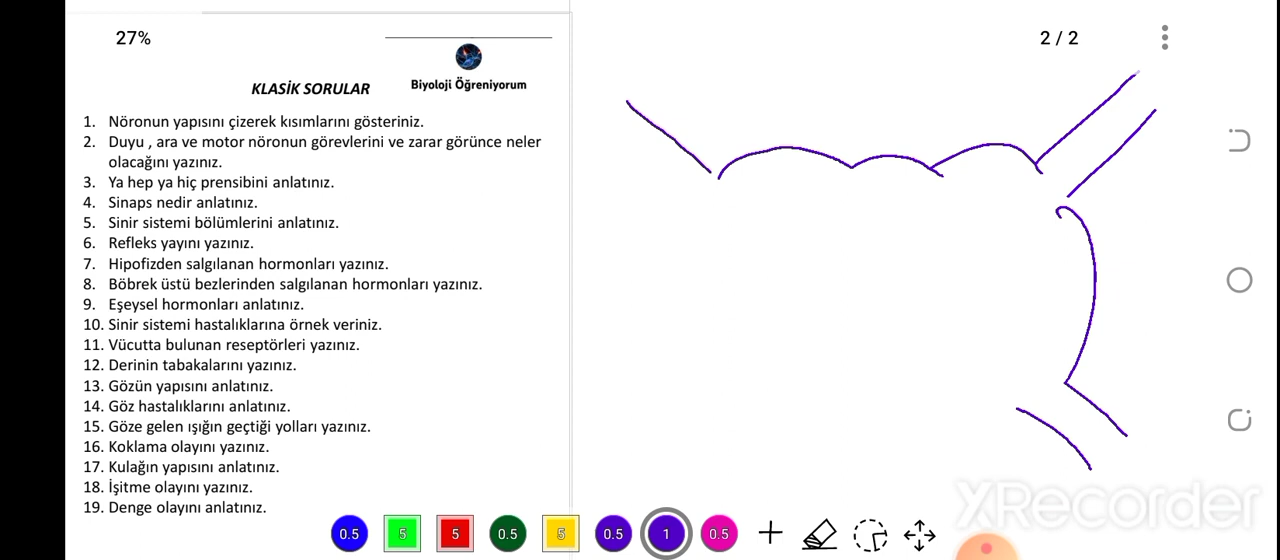 27%
2 / 2
Biyoloji Öğreniyorum
KLASİK SORULAR
1. Nöronun yapısını çizerek kısımlarını gösteriniz.
2. Duyu , ara ve motor nöronun görevlerini ve zarar görünce neler
olacağını yazınız.
3. Ya hep ya hiç prensibini anlatınız.
4. Sinaps nedir anlatınız.
5. Sinir sistemi bölümlerini anlatınız.
6. Refleks yayını yazınız.
7. Hipofizden salgılanan hormonları yazınız.
8. Böbrek üstü bezlerinden salgılanan hormonları yazınız.
9. Eşeysel hormonları anlatınız.
10. Sinir sistemi hastalıklarına örnek veriniz.
11. Vücutta bulunan reseptörleri yazınız.
12. Derinin tabakalarını yazınız.
13. Gözün yapısını anlatınız.
14. Göz hastalıklarını anlatınız.
15. Göze gelen ışığın geçtiği yolları yazınız.
16. Koklama olayını yazınız.
17. Kulağın yapısını anlatınız.
18. İşitme olayını yazınız.
19. Denge olayını anlatınız.
0.5 5 5 0.5 5 0.5 1 0.5
XRecorder